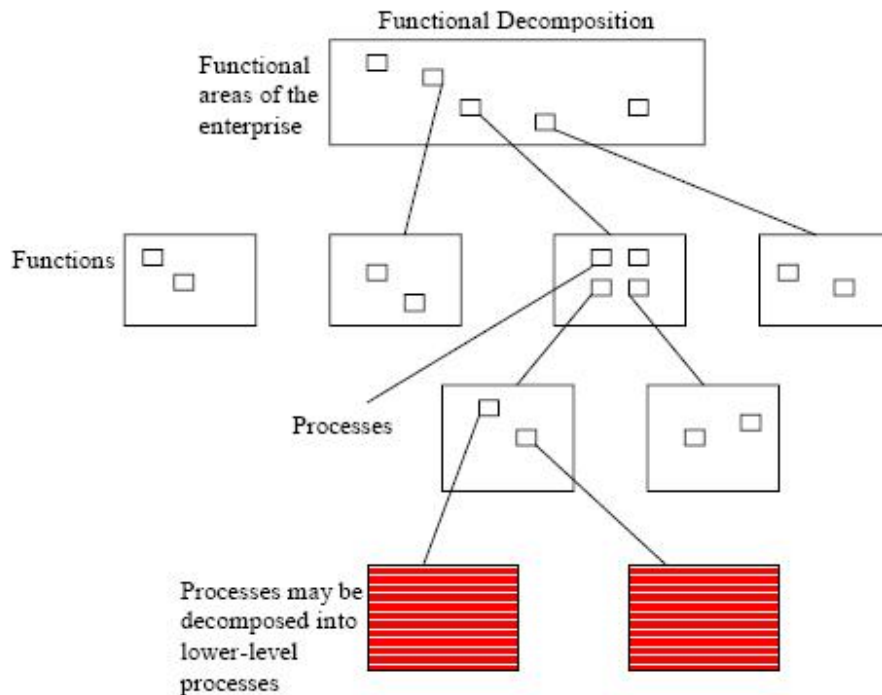 Functional Decomposition
Functional
areas of the
enterprise
Functions
Processes
Processes may be
decomposed into
lower-level
processes